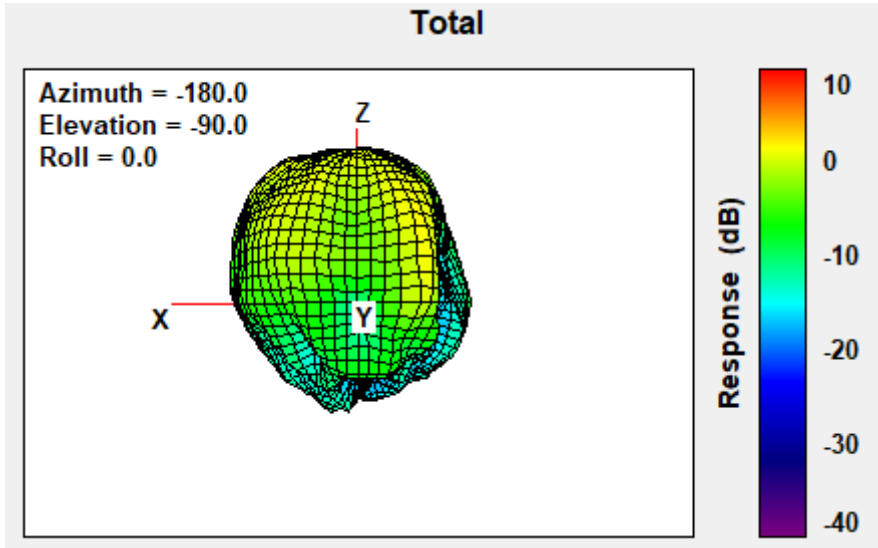 Total
Azimuth = -180.0
Elevation = -90.0
Roll = 0.0
Z
X
Y
Response (dB)
10
0
-10
-20
-30
-40